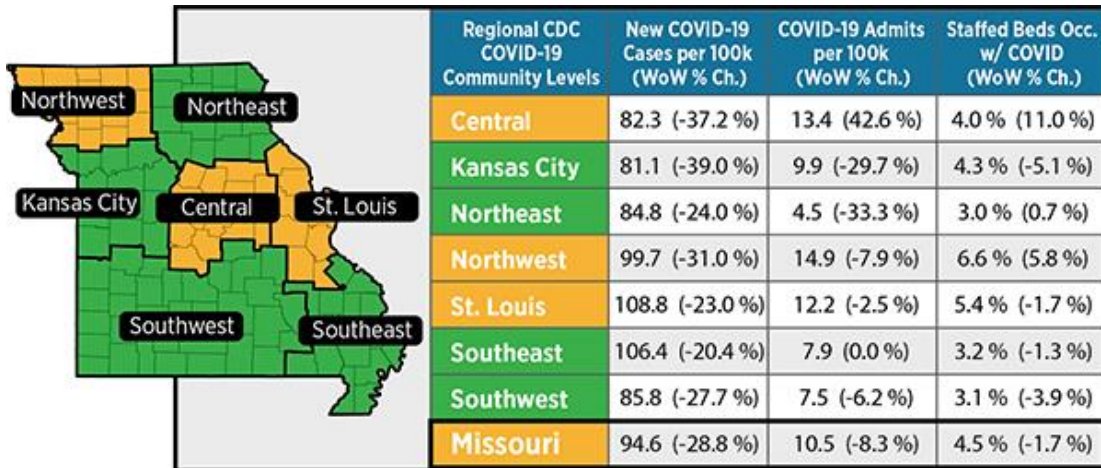 Northwest
Northeast
Kansas City
Central
St. Louis
Southwest
Southeast
Regional CDC
COVID-19
Community Levels
New COVID-19
Cases per 100k
(WoW % Ch.)
COVID-19 Admits
per 100k
(WoW % Ch.)
Staffed Beds Occ.
w/ COVID
(WoW % Ch.)
Central 82.3 (-37.2 %) 13.4 (42.6 %) 4.0 % (11.0 %)
Kansas City 81.1 (-39.0 %) 9.9 (-29.7 %) 4.3 % (-5.1 %)
Northeast 84.8 (-24.0 %) 4.5 (-33.3 %) 3.0 % (0.7 %)
Northwest 99.7 (-31.0 %) 14.9 (-7.9 %) 6.6 % (5.8 %)
St. Louis 108.8 (-23.0 %) 12.2 (-2.5 %) 5.4 % (-1.7 %)
Southeast 106.4 (-20.4 %) 7.9 (0.0 %) 3.2 % (-1.3 %)
Southwest 85.8 (-27.7 %) 7.5 (-6.2 %) 3.1 % (-3.9 %)
Missouri 94.6 (-28.8 %) 10.5 (-8.3 %) 4.5 % (-1.7 %)